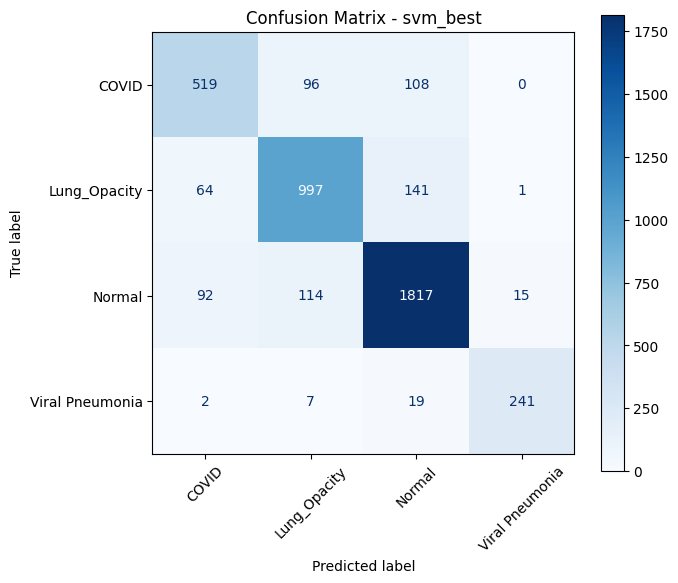 Confusion Matrix - svm_best
COVID 519 96 108 0
Lung_Opacity 64 997 141 1
Normal 92 114 1817 15
Viral Pneumonia 2 7 19 241
COVID Lung_Opacity Normal Viral Pneumonia
Predicted label
True label
1750
1500
1250
1000
750
500
250
0